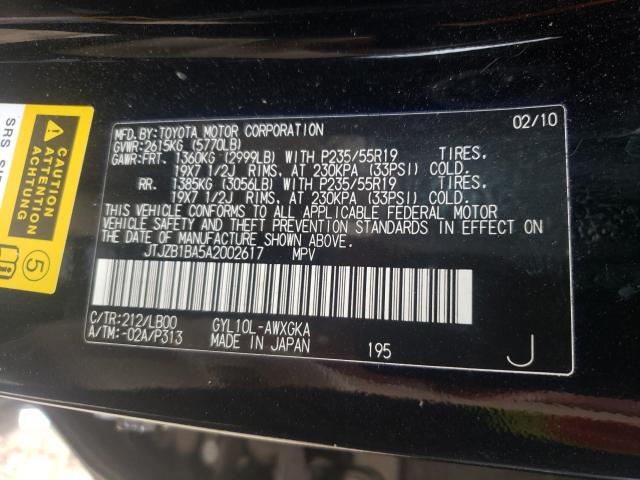 MFD.BY:TOYOTA MOTOR CORPORATION 02/10
GVWR:2615KG (5770LB)
GAWR:FRT. 1360KG (2999LB) WITH P235/55R19 TIRES,
19X7 1/2J RIMS, AT 230KPA (33PSI) COLD.
RR. 1385KG (3056LB) WITH P235/55R19 TIRES,
19X7 1/2J RIMS, AT 230KPA (33PSI) COLD.
THIS VEHICLE CONFORMS TO ALL APPLICABLE FEDERAL MOTOR
VEHICLE SAFETY AND THEFT PREVENTION STANDARDS IN EFFECT ON
THE DATE OF MANUFACTURE SHOWN ABOVE.
JTJZB1BA5A2002617 MPV
C/TR:212/LB00 GYL10L-AWXGKA
A/TM:-02A/P313 MADE IN JAPAN 195 J
Caution
Attention
ACHTUNG
SRS
5